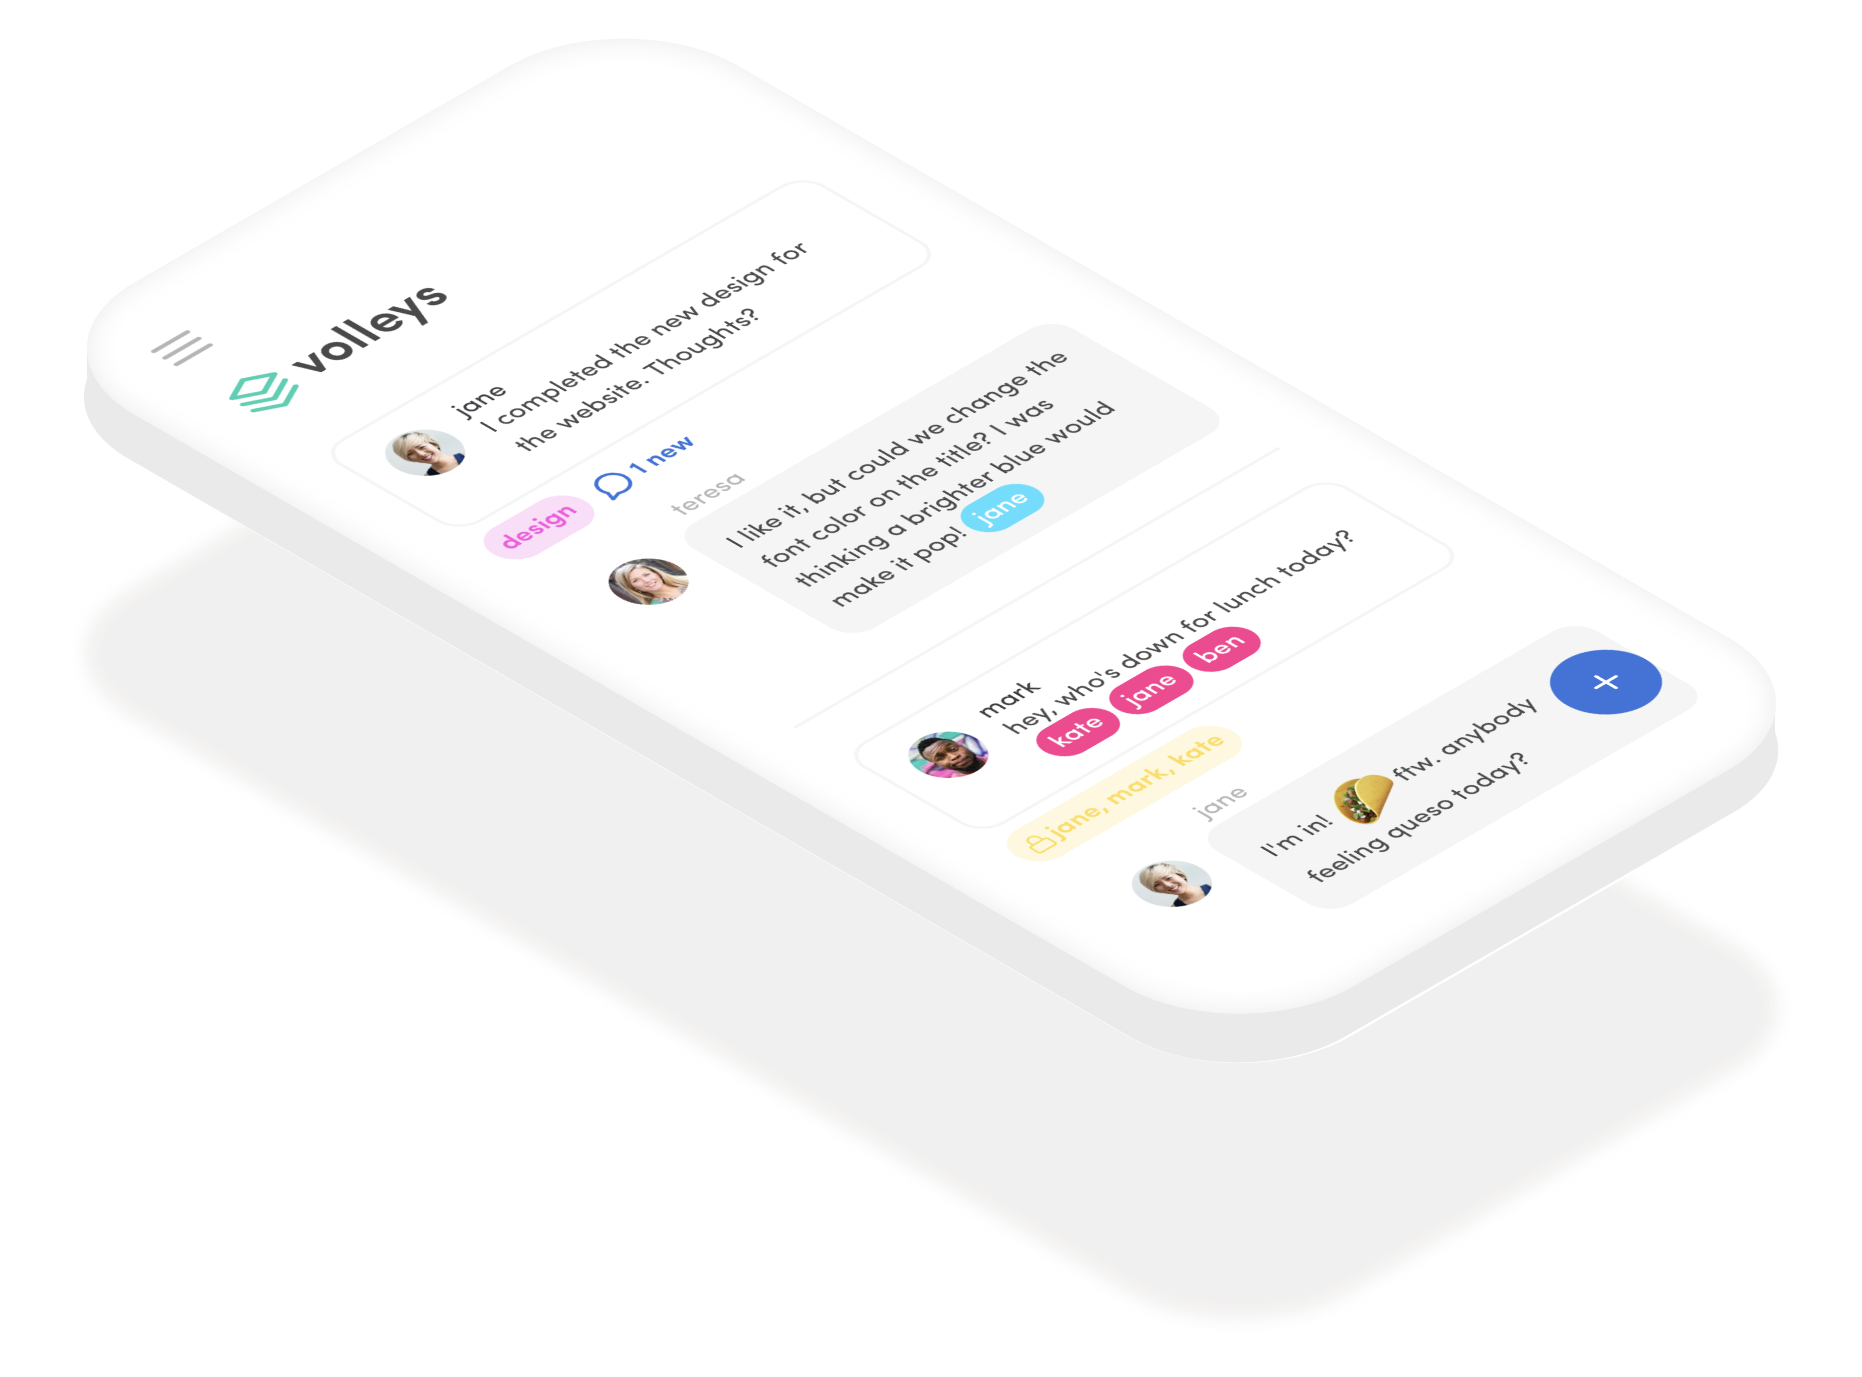 volleys
jane
I completed the new design for
the website. Thoughts?
design
1 new
teresa
I like it, but could we change the
font color on the title? I was
thinking a brighter blue would
make it pop! jane
mark
hey, who's down for lunch today?
kate jane ben
jane, mark, kate
jane
I'm in! ftw. anybody
feeling queso today?